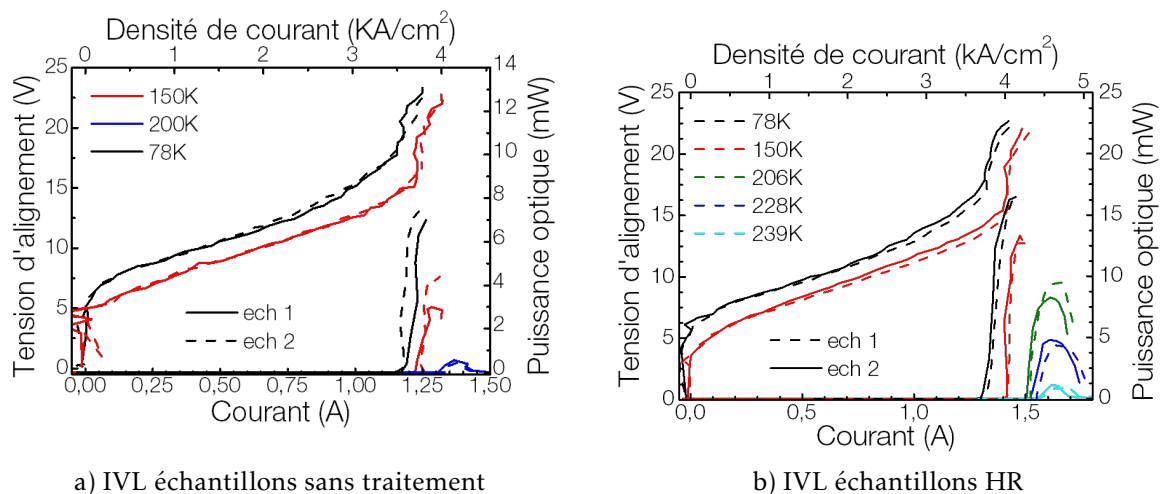 a)
Densité de courant (KA/cm²)
0 1 2 3 4
Tension d'alignement (V)
25
20
15
10
5
0
150K
200K
78K
ech 1
ech 2
14
12
10
8
6
4
2
0
Puissance optique (mW)
0,00 0,25 0,50 0,75 1,00 1,25 1,50
Courant (A)
a) IVL échantillons sans traitement
b)
Densité de courant (kA/cm²)
0 1 2 3 4 5
Tension d'alignement (V)
25
20
15
10
5
0
78K
150K
206K
228K
239K
ech 1
ech 2
25
20
15
10
5
0
Puissance optique (mW)
0,0 0,5 1,0 1,5
Courant (A)
b) IVL échantillons HR